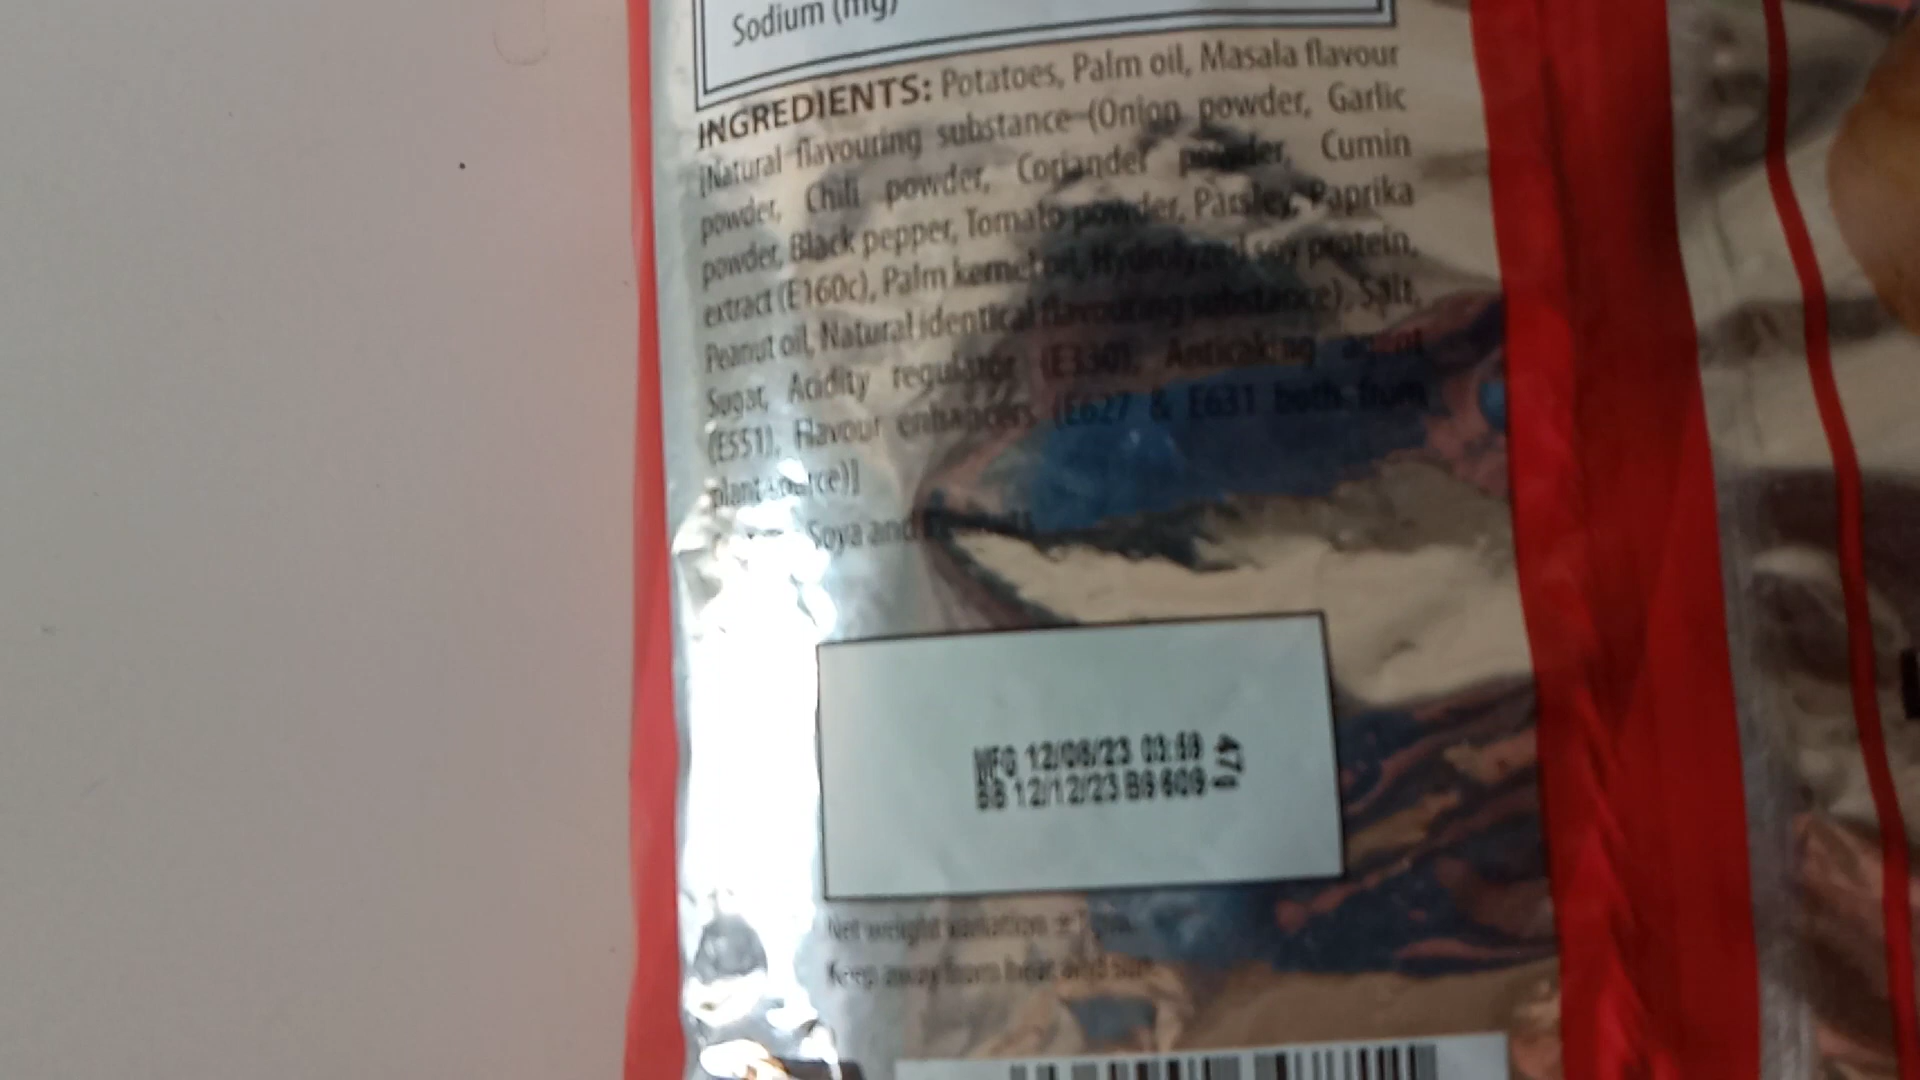 Sodium (mg)
INGREDIENTS: Potatoes, Palm oil, Masala flavour
[Natural flavouring substance (Onion powder, Garlic
powder, Chili powder, Coriander powder, Cumin
powder, Black pepper, Tomato powder, Parsley, Paprika
extract (E160c), Palm kernel oil, Hydrolyzed soy protein,
Peanut oil, Natural identical flavouring substance), Salt,
Sugar, Acidity regulator (E330), Anticaking agent
(E551), Flavour enhancers (E627 & E631 both from
plant source)]
Soya and
MFG 12/06/23 03:59
BB 12/12/23 B9 609
Net weight variation
Keep away from heat and sun